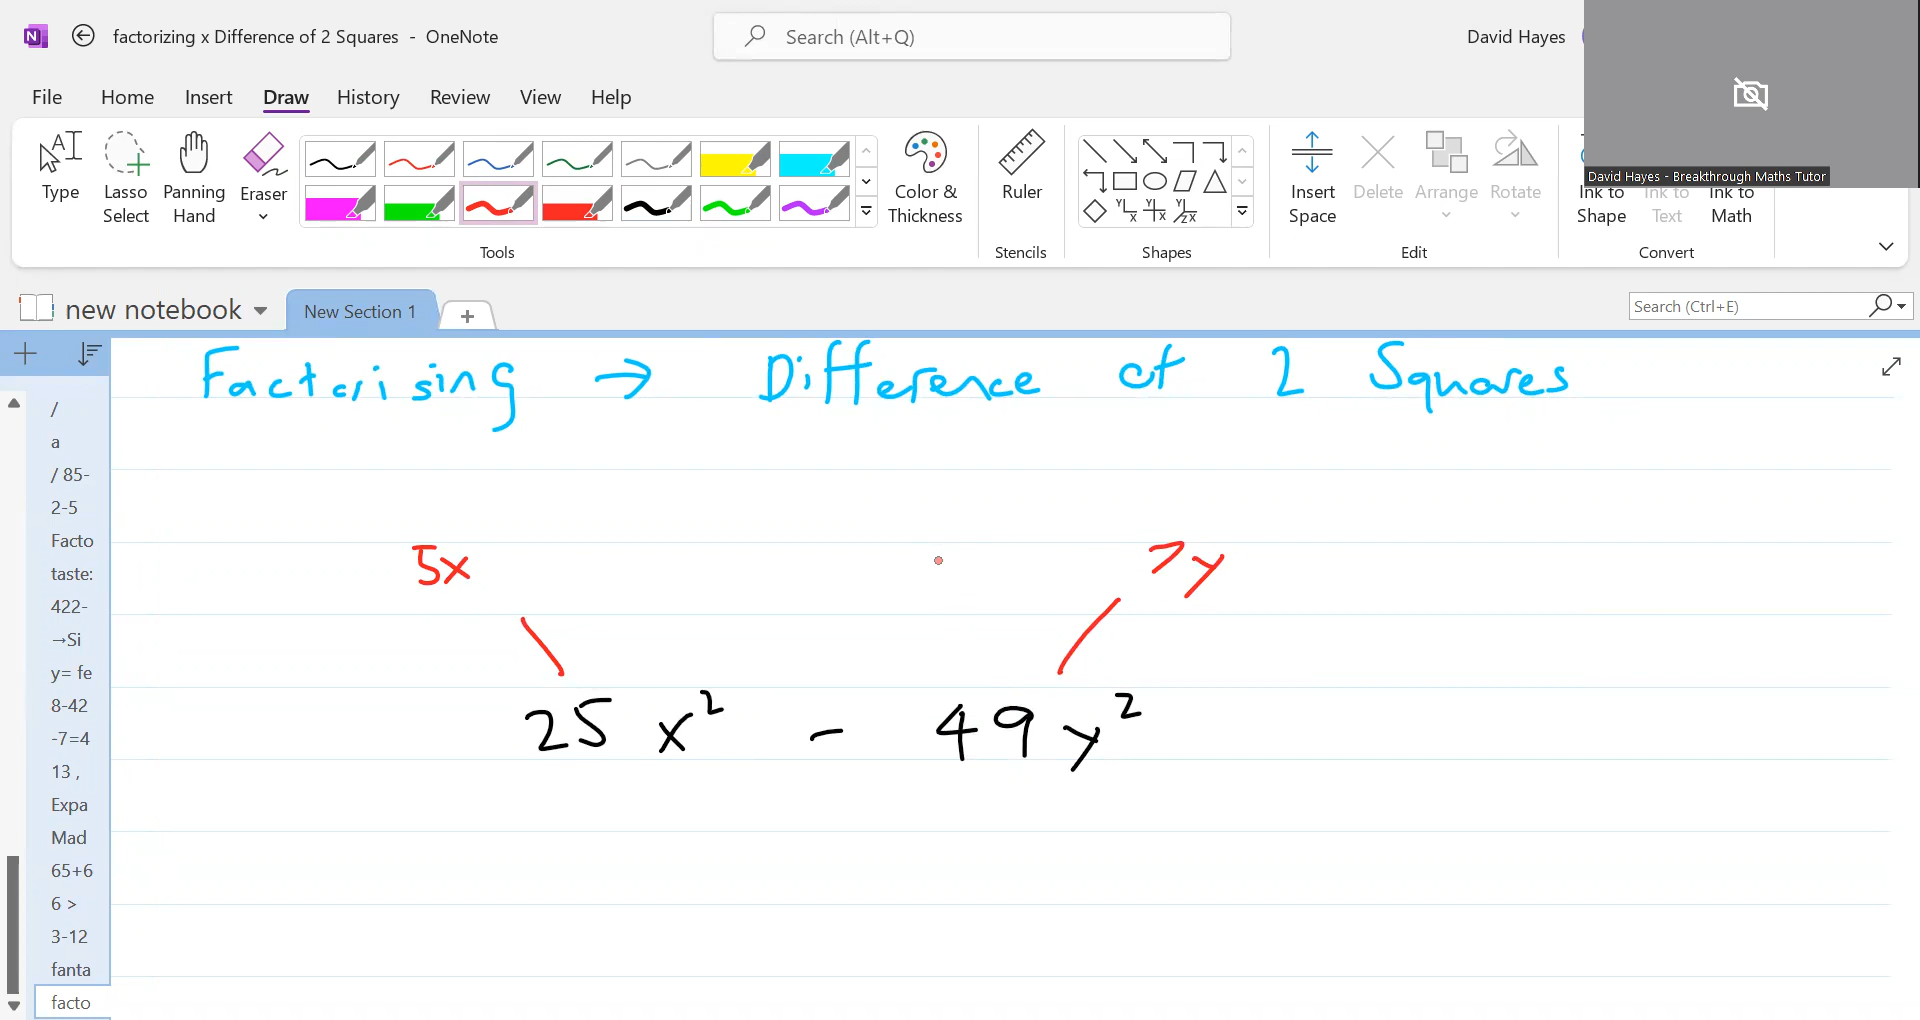 factorizing x Difference of 2 Squares - OneNote
Search (Alt+Q)
David Hayes
File Home Insert Draw History Review View Help
Type
Lasso Select
Panning Hand
Eraser
Color & Thickness
Ruler
Insert Space
Delete
Arrange
Rotate
Ink to Shape
Ink to Text
Ink to Math
David Hayes - Breakthrough Maths Tutor
Tools
Stencils
Shapes
Edit
Convert
new notebook
New Section 1
Search (Ctrl+E)
/
a
/ 85-
2-5
Facto
taste:
422-
→Si
y= fe
8-42
-7=4
13 ,
Expa
Mad
65+6
6 >
3-12
fanta
facto
Factorising → Difference of 2 Squares
5x 7y
25 x² - 49 y²